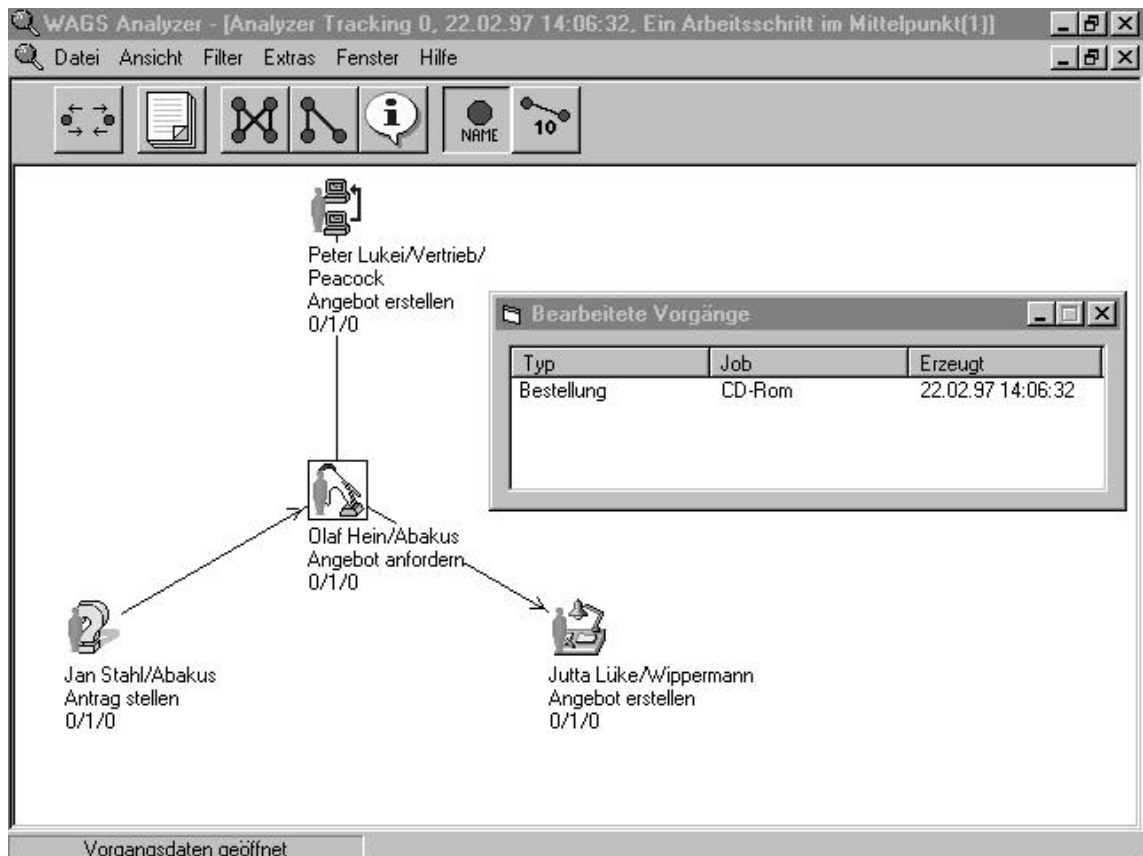 WAGS Analyzer - [Analyzer Tracking 0, 22.02.97 14:06:32, Ein Arbeitsschritt im Mittelpunkt(1)]
Datei Ansicht Filter Extras Fenster Hilfe
NAME
10
Peter Lukei/Vertrieb/
Peacock
Angebot erstellen
0/1/0
Bearbeitete Vorgänge
Typ Job Erzeugt
Bestellung CD-Rom 22.02.97 14:06:32
Olaf Hein/Abakus
Angebot anfordern
0/1/0
Jan Stahl/Abakus
Antrag stellen
0/1/0
Jutta Lüke/Wippermann
Angebot erstellen
0/1/0
Vorgangsdaten geöffnet